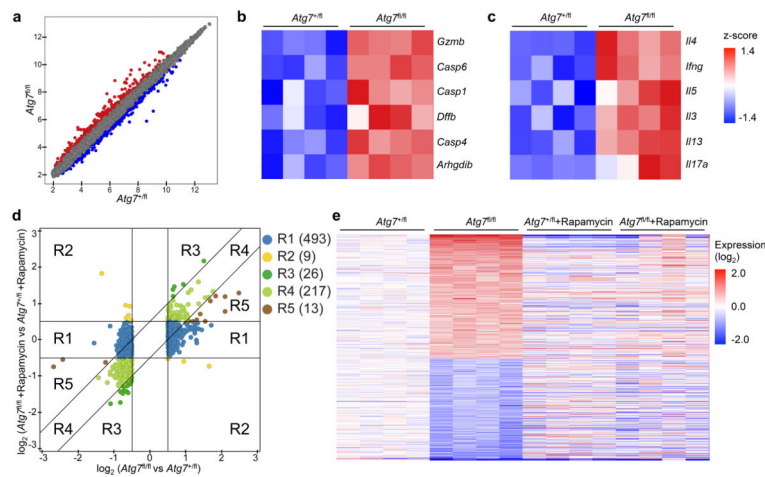 a
12
10
8
6
4
2
Atg7fl/fl
2 4 6 8 10 12
Atg7+/fl
b
Atg7+/fl Atg7fl/fl
Gzmb
Casp6
Casp1
Dffb
Casp4
Arhgdib
c
Atg7+/fl Atg7fl/fl
Il4
Ifng
Il5
Il3
Il13
Il17a
z-score
1.4
-1.4
d
3
2
1
0
-1
-2
-3
log2 (Atg7fl/fl +Rapamycin vs Atg7+/fl +Rapamycin)
R2 R3 R4
R5
R1 R1
R5
R4 R3 R2
-3 -2 -1 0 1 2 3
log2 (Atg7fl/fl vs Atg7+/fl)
R1 (493)
R2 (9)
R3 (26)
R4 (217)
R5 (13)
e
Atg7+/fl Atg7fl/fl Atg7+/fl+Rapamycin Atg7fl/fl+Rapamycin
Expression
(log2)
2.0
0.0
-2.0